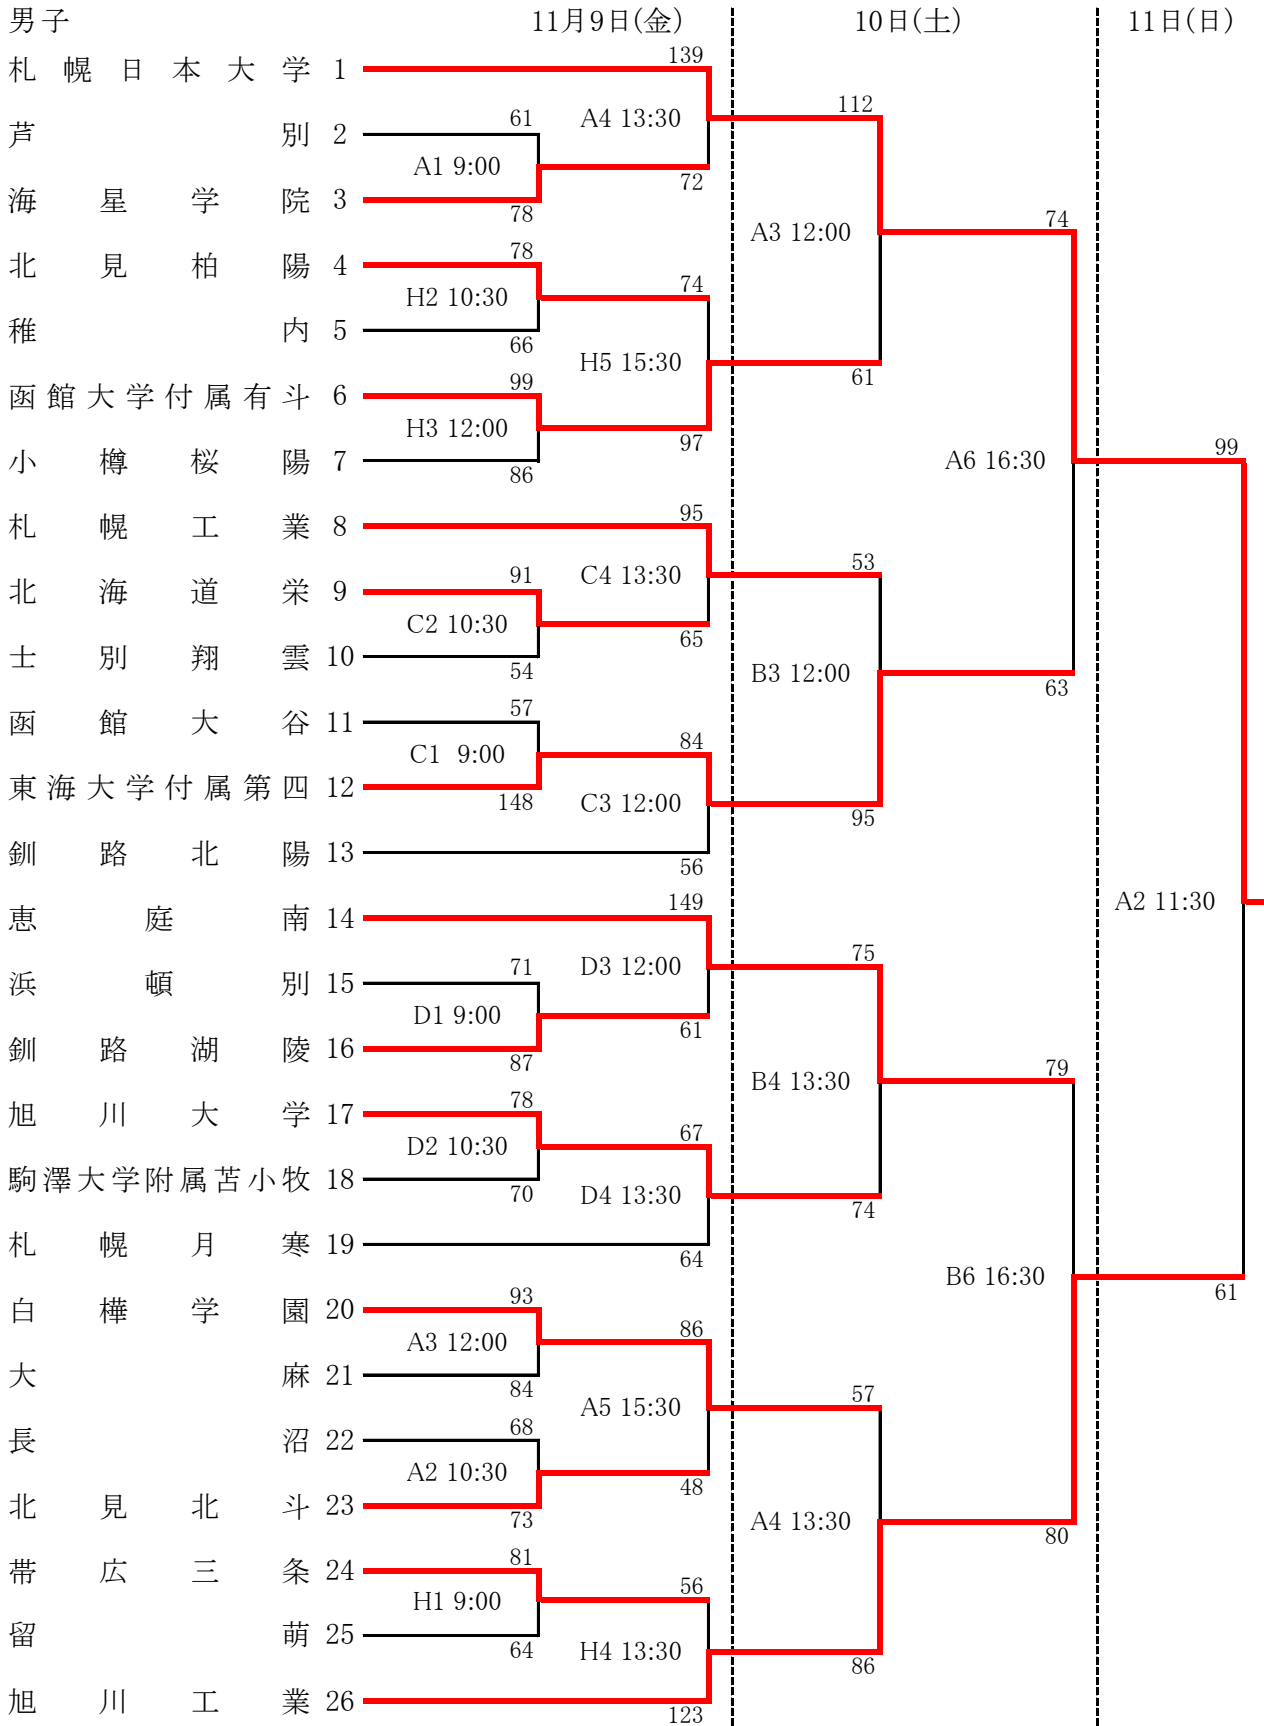 男子 11月9日(金) 10日(土) 11日(日)
139
札幌日本大学 1
112
61 A4 13:30
芦別 2
A1 9:00
72
海星学院 3
78
74
A3 12:00
78
北見柏陽 4
74
H2 10:30
稚内 5
66
H5 15:30
61
99
函館大学付属有斗 6
H3 12:00
97
99
小樽桜陽 7
A6 16:30
86
95
札幌工業 8
53
91 C4 13:30
北海道栄 9
C2 10:30
65
士別翔雲 10
54
B3 12:00
63
57
函館大谷 11
84
C1 9:00
東海大学付属第四 12
148 C3 12:00
95
釧路北陽 13
56
149
A2 11:30
恵庭南 14
75
71 D3 12:00
浜頓別 15
D1 9:00
61
釧路湖陵 16
87
79
B4 13:30
78
旭川大学 17
67
D2 10:30
駒澤大学附属苫小牧 18
70 D4 13:30
74
札幌月寒 19
64
B6 16:30
61
93
白樺学園 20
86
A3 12:00
大麻 21
84
57
A5 15:30
68
長沼 22
A2 10:30
48
北見北斗 23
73
A4 13:30
80
81
帯広三条 24
56
H1 9:00
留萌 25
64 H4 13:30
86
旭川工業 26
123